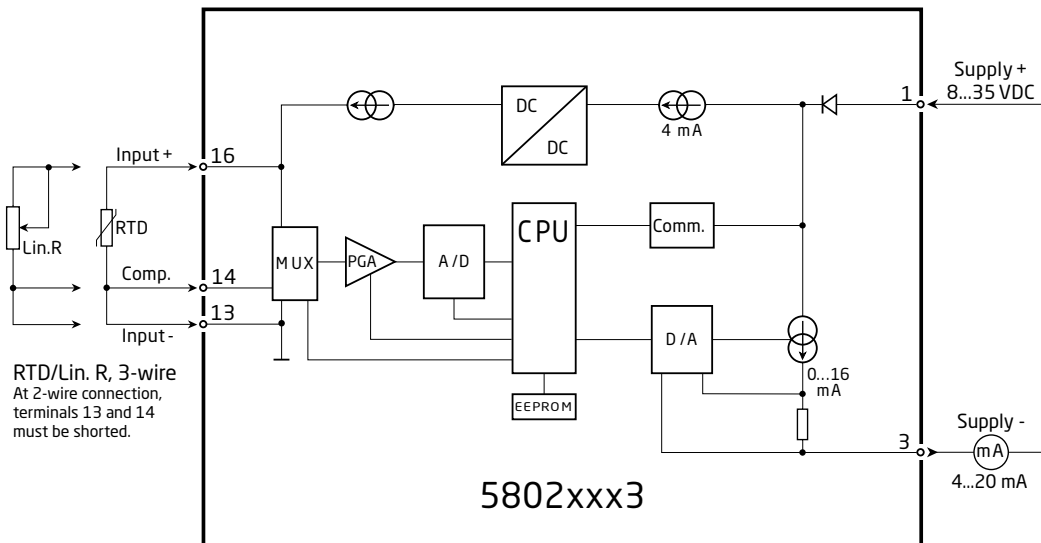 Supply +
8...35 VDC
1
DC
DC
4 mA
Input +
16
RTD
Lin.R
Comp.
14
13
Input -
MUX
PGA
A/D
CPU
Comm.
D/A
0...16
mA
EEPROM
RTD/Lin. R, 3-wire
At 2-wire connection,
terminals 13 and 14
must be shorted.
Supply -
3
mA
4...20 mA
5802xxx3